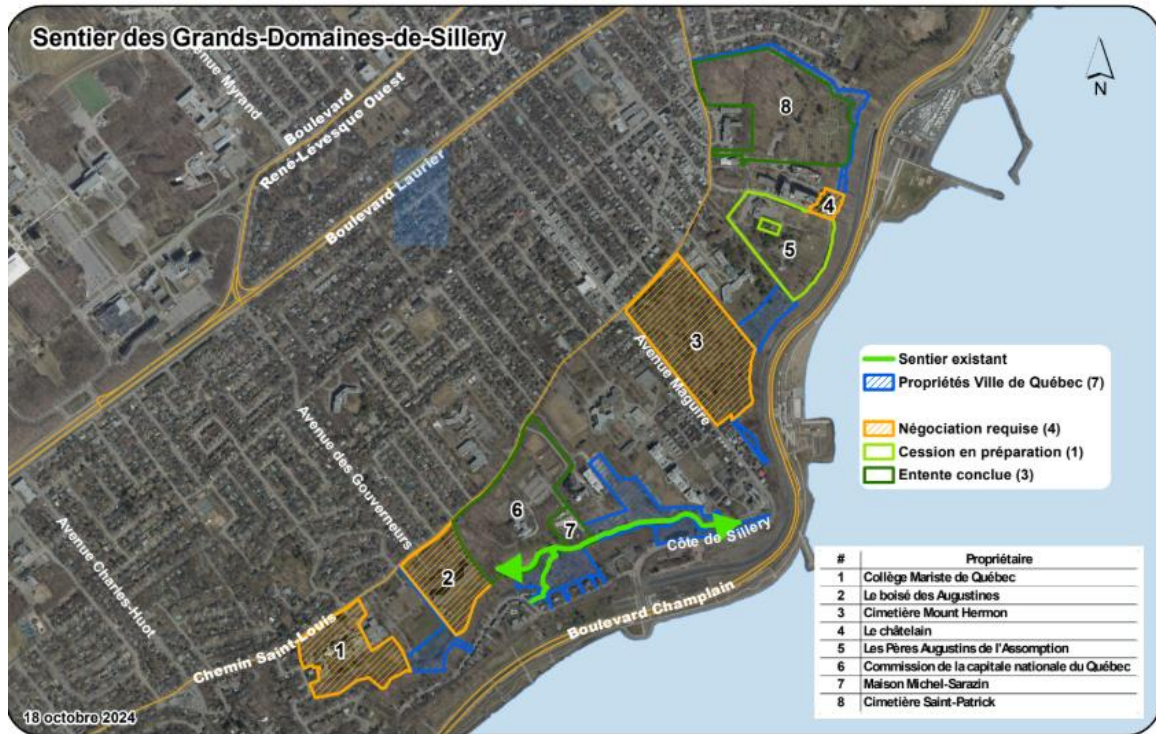 Sentier des Grands-Domaines-de-Sillery
Avenue Myrand
Boulevard
René-Lévesque Ouest
Boulevard Laurier
8
N
4
5
3
Avenue Maguire
Sentier existant
Propriétés Ville de Québec (7)
Négociation requise (4)
Cession en préparation (1)
Entente conclue (3)
Avenue des Gouverneurs
6
7
Côte de Sillery
Avenue Charles-Huot
2
Boulevard Champlain
Chemin Saint-Louis
1
# Propriétaire
1 Collège Mariste de Québec
2 Le boisé des Augustines
3 Cimetière Mount Hermon
4 Le châtelain
5 Les Pères Augustins de l'Assomption
6 Commission de la capitale nationale du Québec
7 Maison Michel-Sarazin
8 Cimetière Saint-Patrick
18 octobre 2024